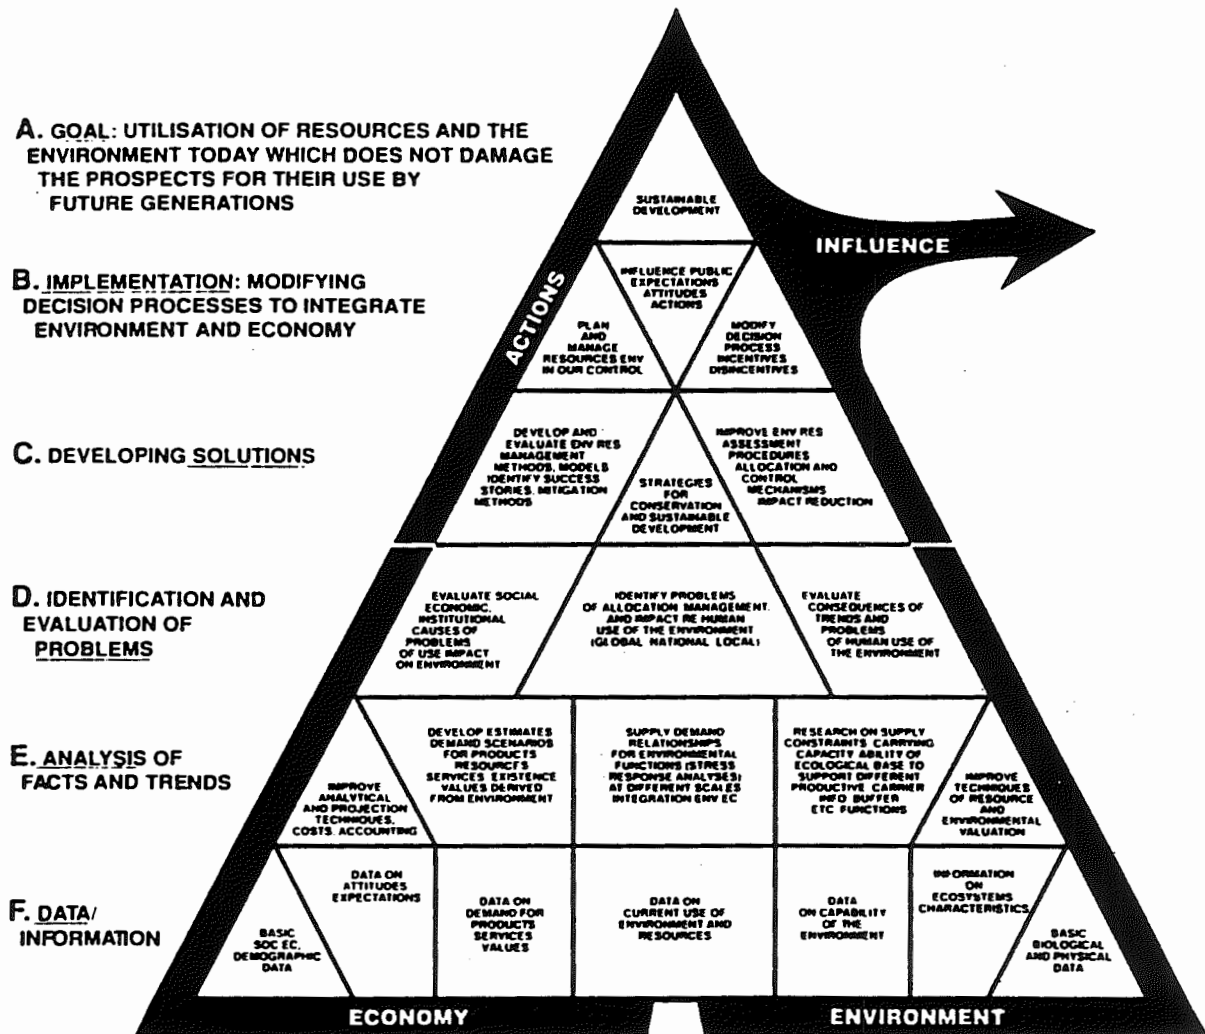 A. GOAL: UTILISATION OF RESOURCES AND THE
ENVIRONMENT TODAY WHICH DOES NOT DAMAGE
THE PROSPECTS FOR THEIR USE BY
FUTURE GENERATIONS
SUSTAINABLE
DEVELOPMENT
INFLUENCE
B. IMPLEMENTATION: MODIFYING
DECISION PROCESSES TO INTEGRATE
ENVIRONMENT AND ECONOMY
ACTIONS
INFLUENCE PUBLIC
EXPECTATIONS
ATTITUDES
ACTIONS
PLAN
AND
MANAGE
RESOURCES ENV
IN OUR CONTROL
MODIFY
DECISION
PROCESS
INCENTIVES
DISINCENTIVES
C. DEVELOPING SOLUTIONS
DEVELOP AND
EVALUATE ENV RES
MANAGEMENT
METHODS, MODELS
IDENTIFY SUCCESS
STORIES, MITIGATION
METHODS
STRATEGIES
FOR
CONSERVATION
AND SUSTAINABLE
DEVELOPMENT
IMPROVE ENV RES
ASSESSMENT
PROCEDURES
ALLOCATION AND
CONTROL
MECHANISMS
IMPACT REDUCTION
D. IDENTIFICATION AND
EVALUATION OF
PROBLEMS
EVALUATE SOCIAL
ECONOMIC,
INSTITUTIONAL
CAUSES OF
PROBLEMS
OF USE IMPACT
ON ENVIRONMENT
IDENTIFY PROBLEMS
OF ALLOCATION MANAGEMENT,
AND IMPACT RE HUMAN
USE OF THE ENVIRONMENT
(GLOBAL NATIONAL LOCAL)
EVALUATE
CONSEQUENCES OF
TRENDS AND
PROBLEMS
OF HUMAN USE OF
THE ENVIRONMENT
E. ANALYSIS OF
FACTS AND TRENDS
IMPROVE
ANALYTICAL
AND PROJECTION
TECHNIQUES,
COSTS, ACCOUNTING
DEVELOP ESTIMATES
DEMAND SCENARIOS
FOR PRODUCTS
RESOURCES
SERVICES EXISTENCE
VALUES DERIVED
FROM ENVIRONMENT
SUPPLY DEMAND
RELATIONSHIPS
FOR ENVIRONMENTAL
FUNCTIONS (STRESS
RESPONSE ANALYSES)
AT DIFFERENT SCALES
INTEGRATION ENV EC
RESEARCH ON SUPPLY
CONSTRAINTS CARRYING
CAPACITY ABILITY OF
ECOLOGICAL BASE TO
SUPPORT DIFFERENT
PRODUCTIVE CARRIER
INFO BUFFER
ETC FUNCTIONS
IMPROVE
TECHNIQUES
OF RESOURCE
AND
ENVIRONMENTAL
VALUATION
F. DATA/
INFORMATION
BASIC
SOC EC,
DEMOGRAPHIC
DATA
DATA ON
ATTITUDES
EXPECTATIONS
DATA ON
DEMAND FOR
PRODUCTS
SERVICES
VALUES
DATA ON
CURRENT USE OF
ENVIRONMENT AND
RESOURCES
DATA
ON CAPABILITY
OF THE
ENVIRONMENT
INFORMATION
ON
ECOSYSTEMS
CHARACTERISTICS
BASIC
BIOLOGICAL
AND PHYSICAL
DATA
ECONOMY
ENVIRONMENT